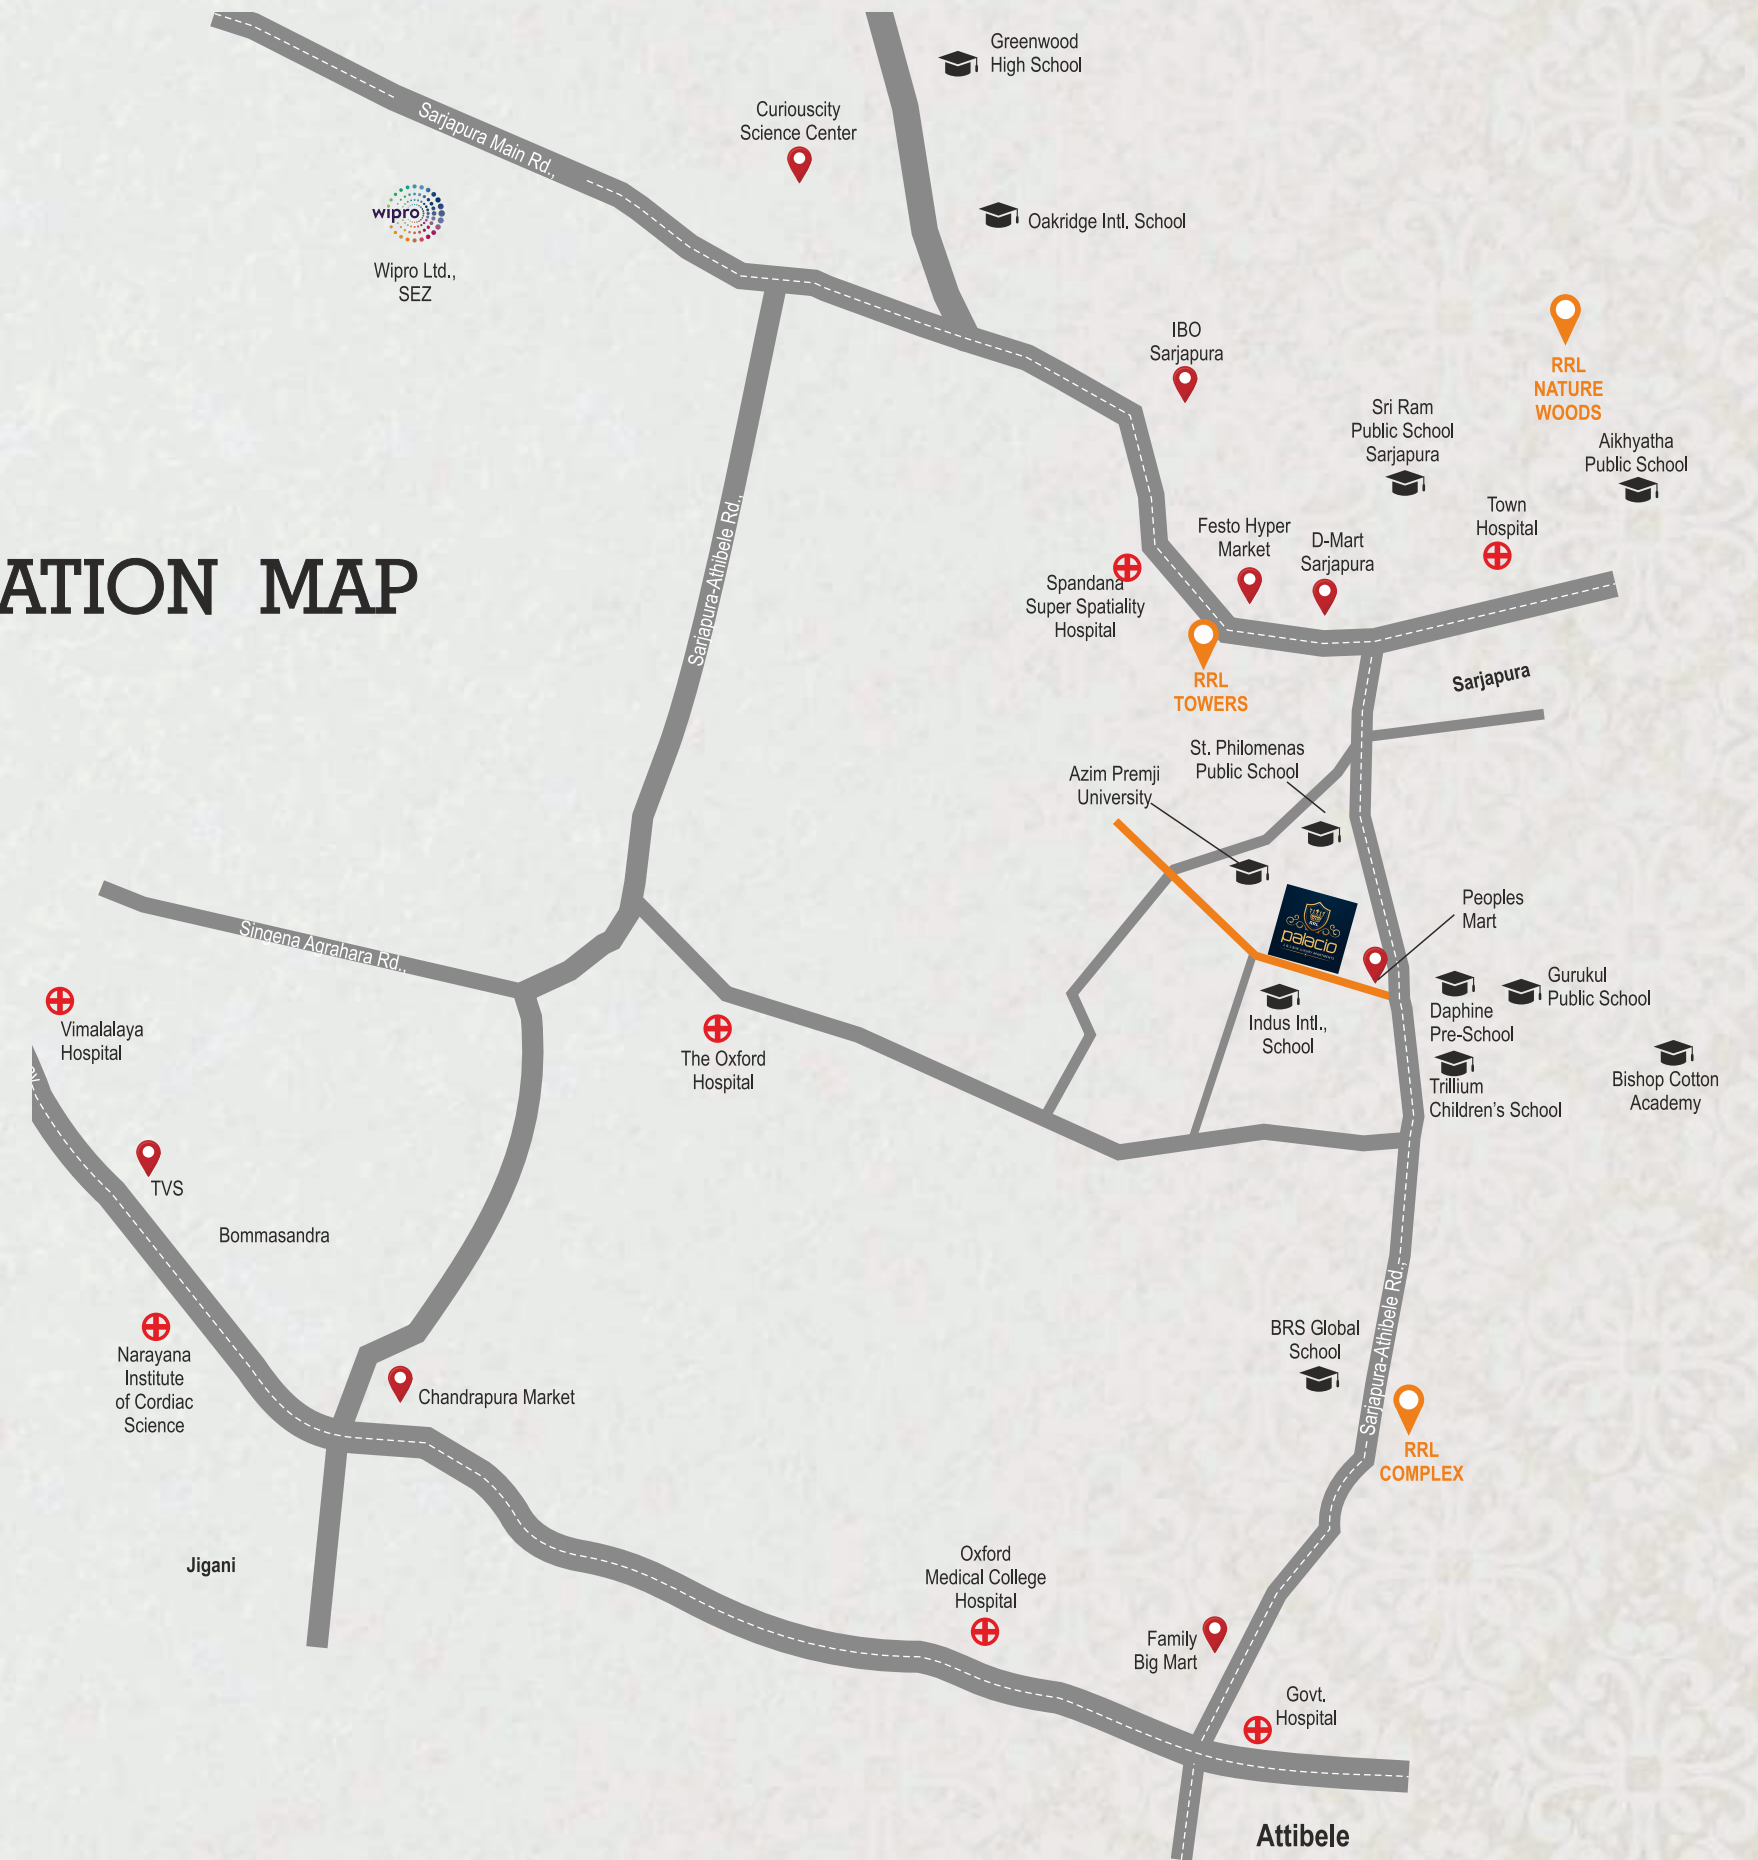 Greenwood
High School
Curiouscity
Science Center
Sarjapura Main Rd.,
wipro
Wipro Ltd.,
SEZ
Oakridge Intl. School
IBO
Sarjapura
RRL
NATURE
WOODS
Sri Ram
Public School
Sarjapura
Aikhyatha
Public School
Town
Hospital
Festo Hyper
Market
D-Mart
Sarjapura
Sarjapura-Athibele Rd.,
ATION MAP
Spandana
Super Spatiality
Hospital
RRL
TOWERS
Sarjapura
St. Philomenas
Public School
Azim Premji
University
Peoples
Mart
RRL
palacio
Singena Agrahara Rd.,
Vimalalaya
Hospital
The Oxford
Hospital
Indus Intl.,
School
Daphine
Pre-School
Gurukul
Public School
Trillium
Children's School
Bishop Cotton
Academy
TVS
Bommasandra
Narayana
Institute
of Cordiac
Science
Chandrapura Market
BRS Global
School
Sarjapura-Athibele Rd.,
RRL
COMPLEX
Jigani
Oxford
Medical College
Hospital
Family
Big Mart
Govt.
Hospital
Attibele